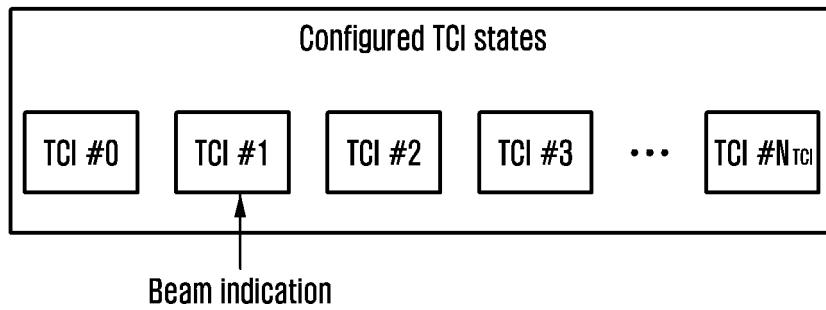 Configured TCI states
TCI #0 TCI #1 TCI #2 TCI #3 ••• TCI #NTCI
Beam indication